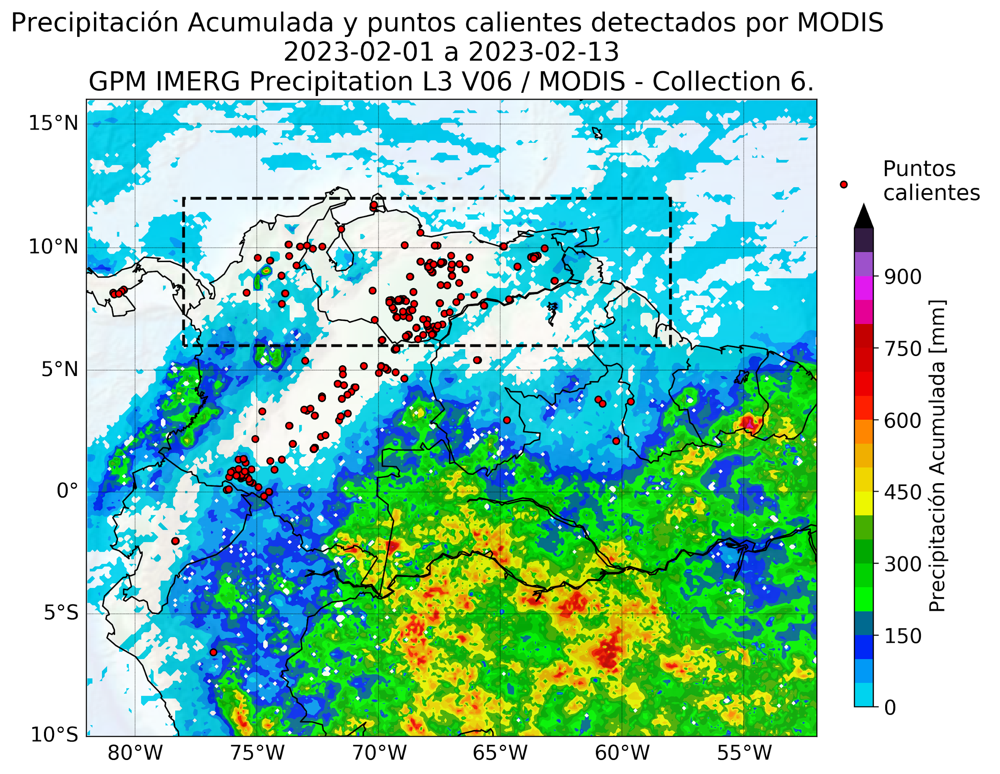 Precipitación Acumulada y puntos calientes detectados por MODIS
2023-02-01 a 2023-02-13
GPM IMERG Precipitation L3 V06 / MODIS - Collection 6.
15°N
10°N
5°N
0°
5°S
10°S
80°W
75°W
70°W
65°W
60°W
55°W
Puntos
calientes
900
750
600
450
300
150
0
Precipitación Acumulada [mm]